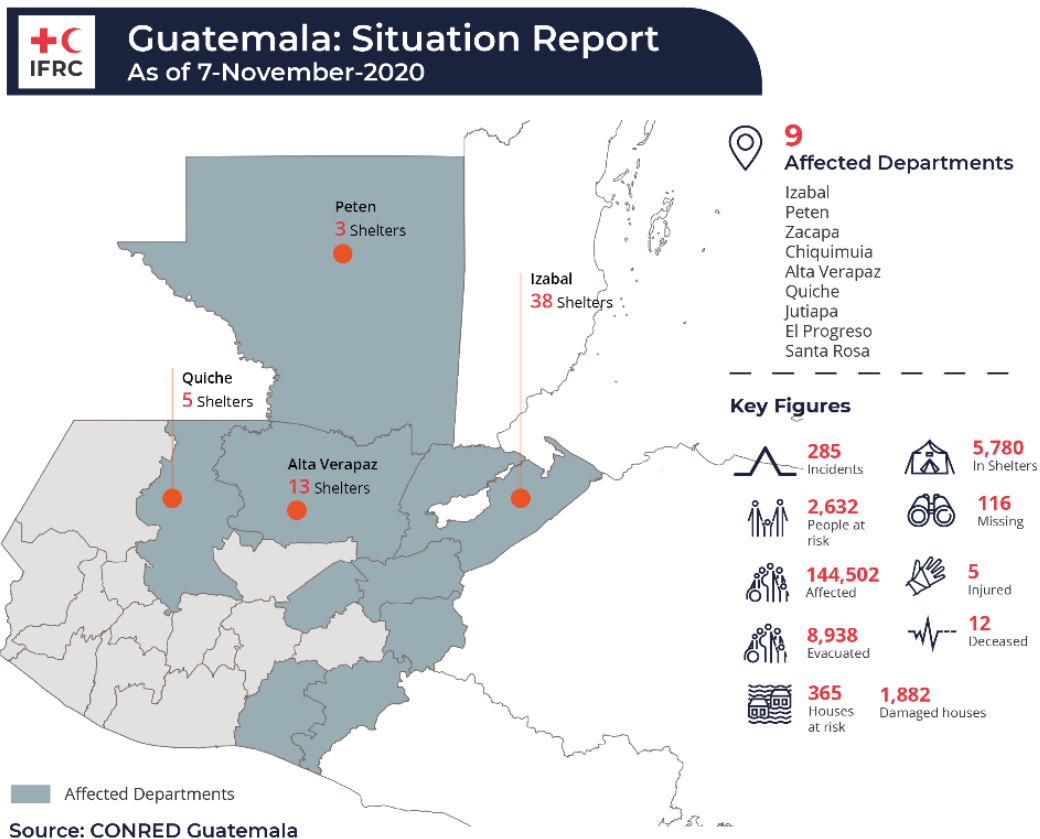 IFRC
Guatemala: Situation Report
As of 7-November-2020
Peten
3 Shelters
Izabal
38 Shelters
Quiche
5 Shelters
Alta Verapaz
13 Shelters
Affected Departments
Source: CONRED Guatemala
9
Affected Departments
Izabal
Peten
Zacapa
Chiquimuia
Alta Verapaz
Quiche
Jutiapa
El Progreso
Santa Rosa
Key Figures
285
Incidents
5,780
In Shelters
2,632
People at
risk
116
Missing
144,502
Affected
5
Injured
8,938
Evacuated
12
Deceased
365
Houses
at risk
1,882
Damaged houses